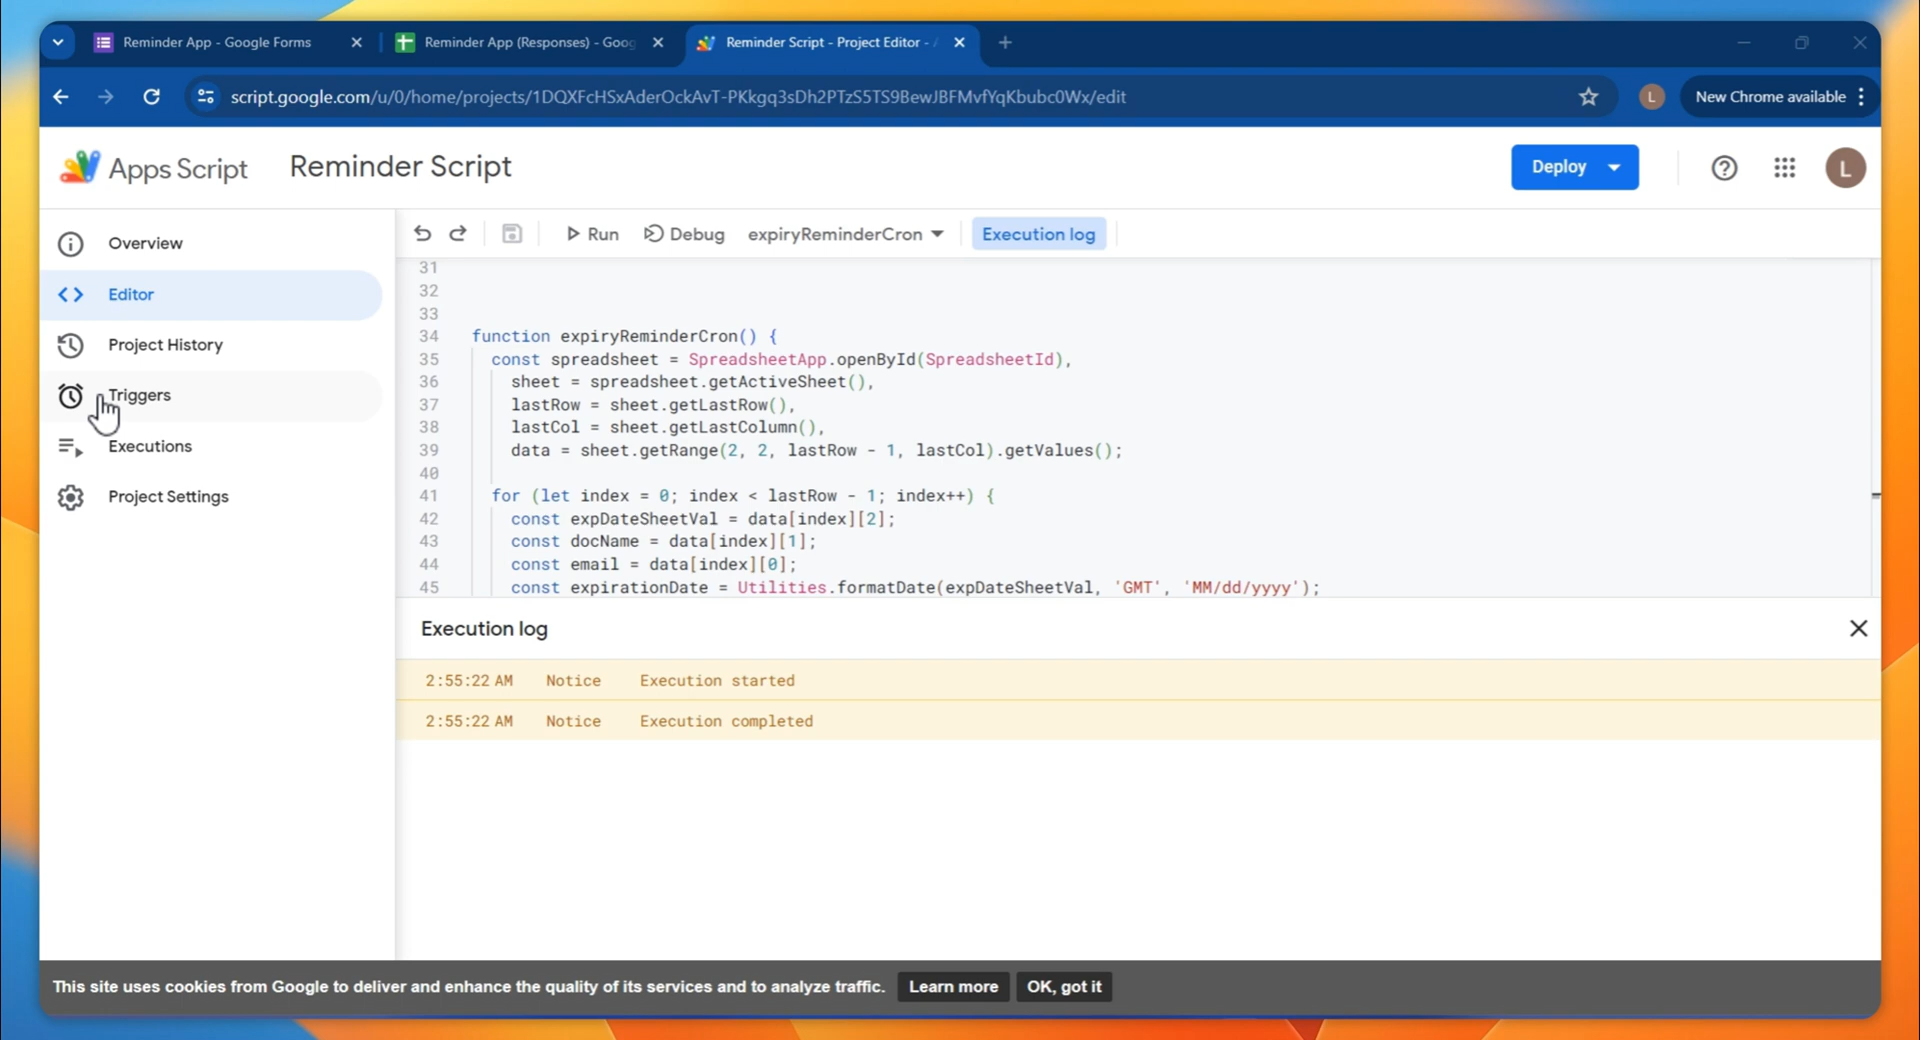 Reminder App - Google Forms
Reminder App (Responses) - Goog
Reminder Script - Project Editor -
script.google.com/u/0/home/projects/1DQXFcHSxAderOckAvT-PKkgq3sDh2PTzS5TS9BewJBFMvfYqKbubc0Wx/edit
L
New Chrome available
Apps Script
Reminder Script
Deploy
L
Overview
Editor
Project History
Triggers
Executions
Project Settings
Run
Debug
expiryReminderCron
Execution log
31
32
33
34 function expiryReminderCron() {
35 const spreadsheet = SpreadsheetApp.openById(SpreadsheetId),
36 sheet = spreadsheet.getActiveSheet(),
37 lastRow = sheet.getLastRow(),
38 lastCol = sheet.getLastColumn(),
39 data = sheet.getRange(2, 2, lastRow - 1, lastCol).getValues();
40
41 for (let index = 0; index < lastRow - 1; index++) {
42 const expDateSheetVal = data[index][2];
43 const docName = data[index][1];
44 const email = data[index][0];
45 const expirationDate = Utilities.formatDate(expDateSheetVal, 'GMT', 'MM/dd/yyyy');
Execution log
2:55:22 AM Notice Execution started
2:55:22 AM Notice Execution completed
This site uses cookies from Google to deliver and enhance the quality of its services and to analyze traffic. Learn more OK, got it